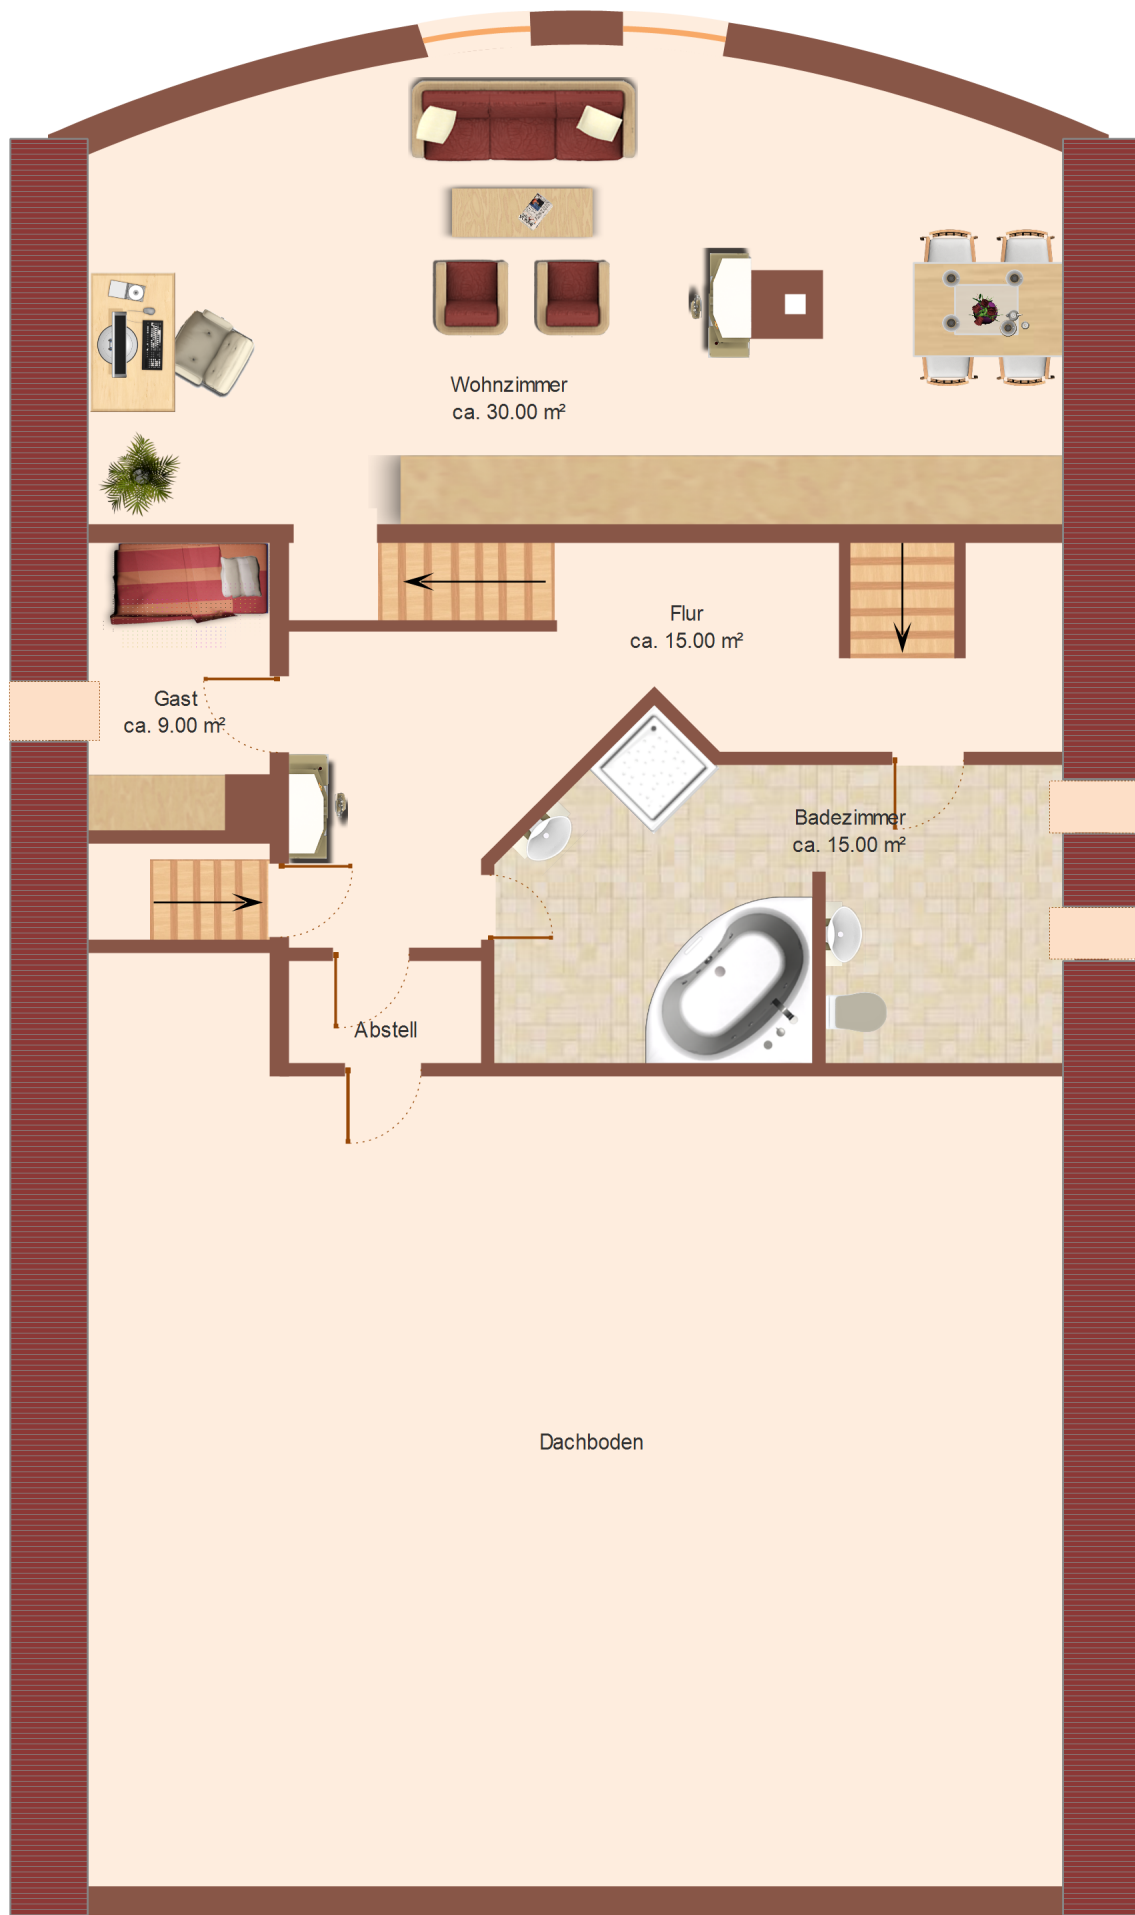 Wohnzimmer
ca. 30.00 m²
Flur
ca. 15.00 m²
Gast
ca. 9.00 m²
Badezimmer
ca. 15.00 m²
Abstell
Dachboden